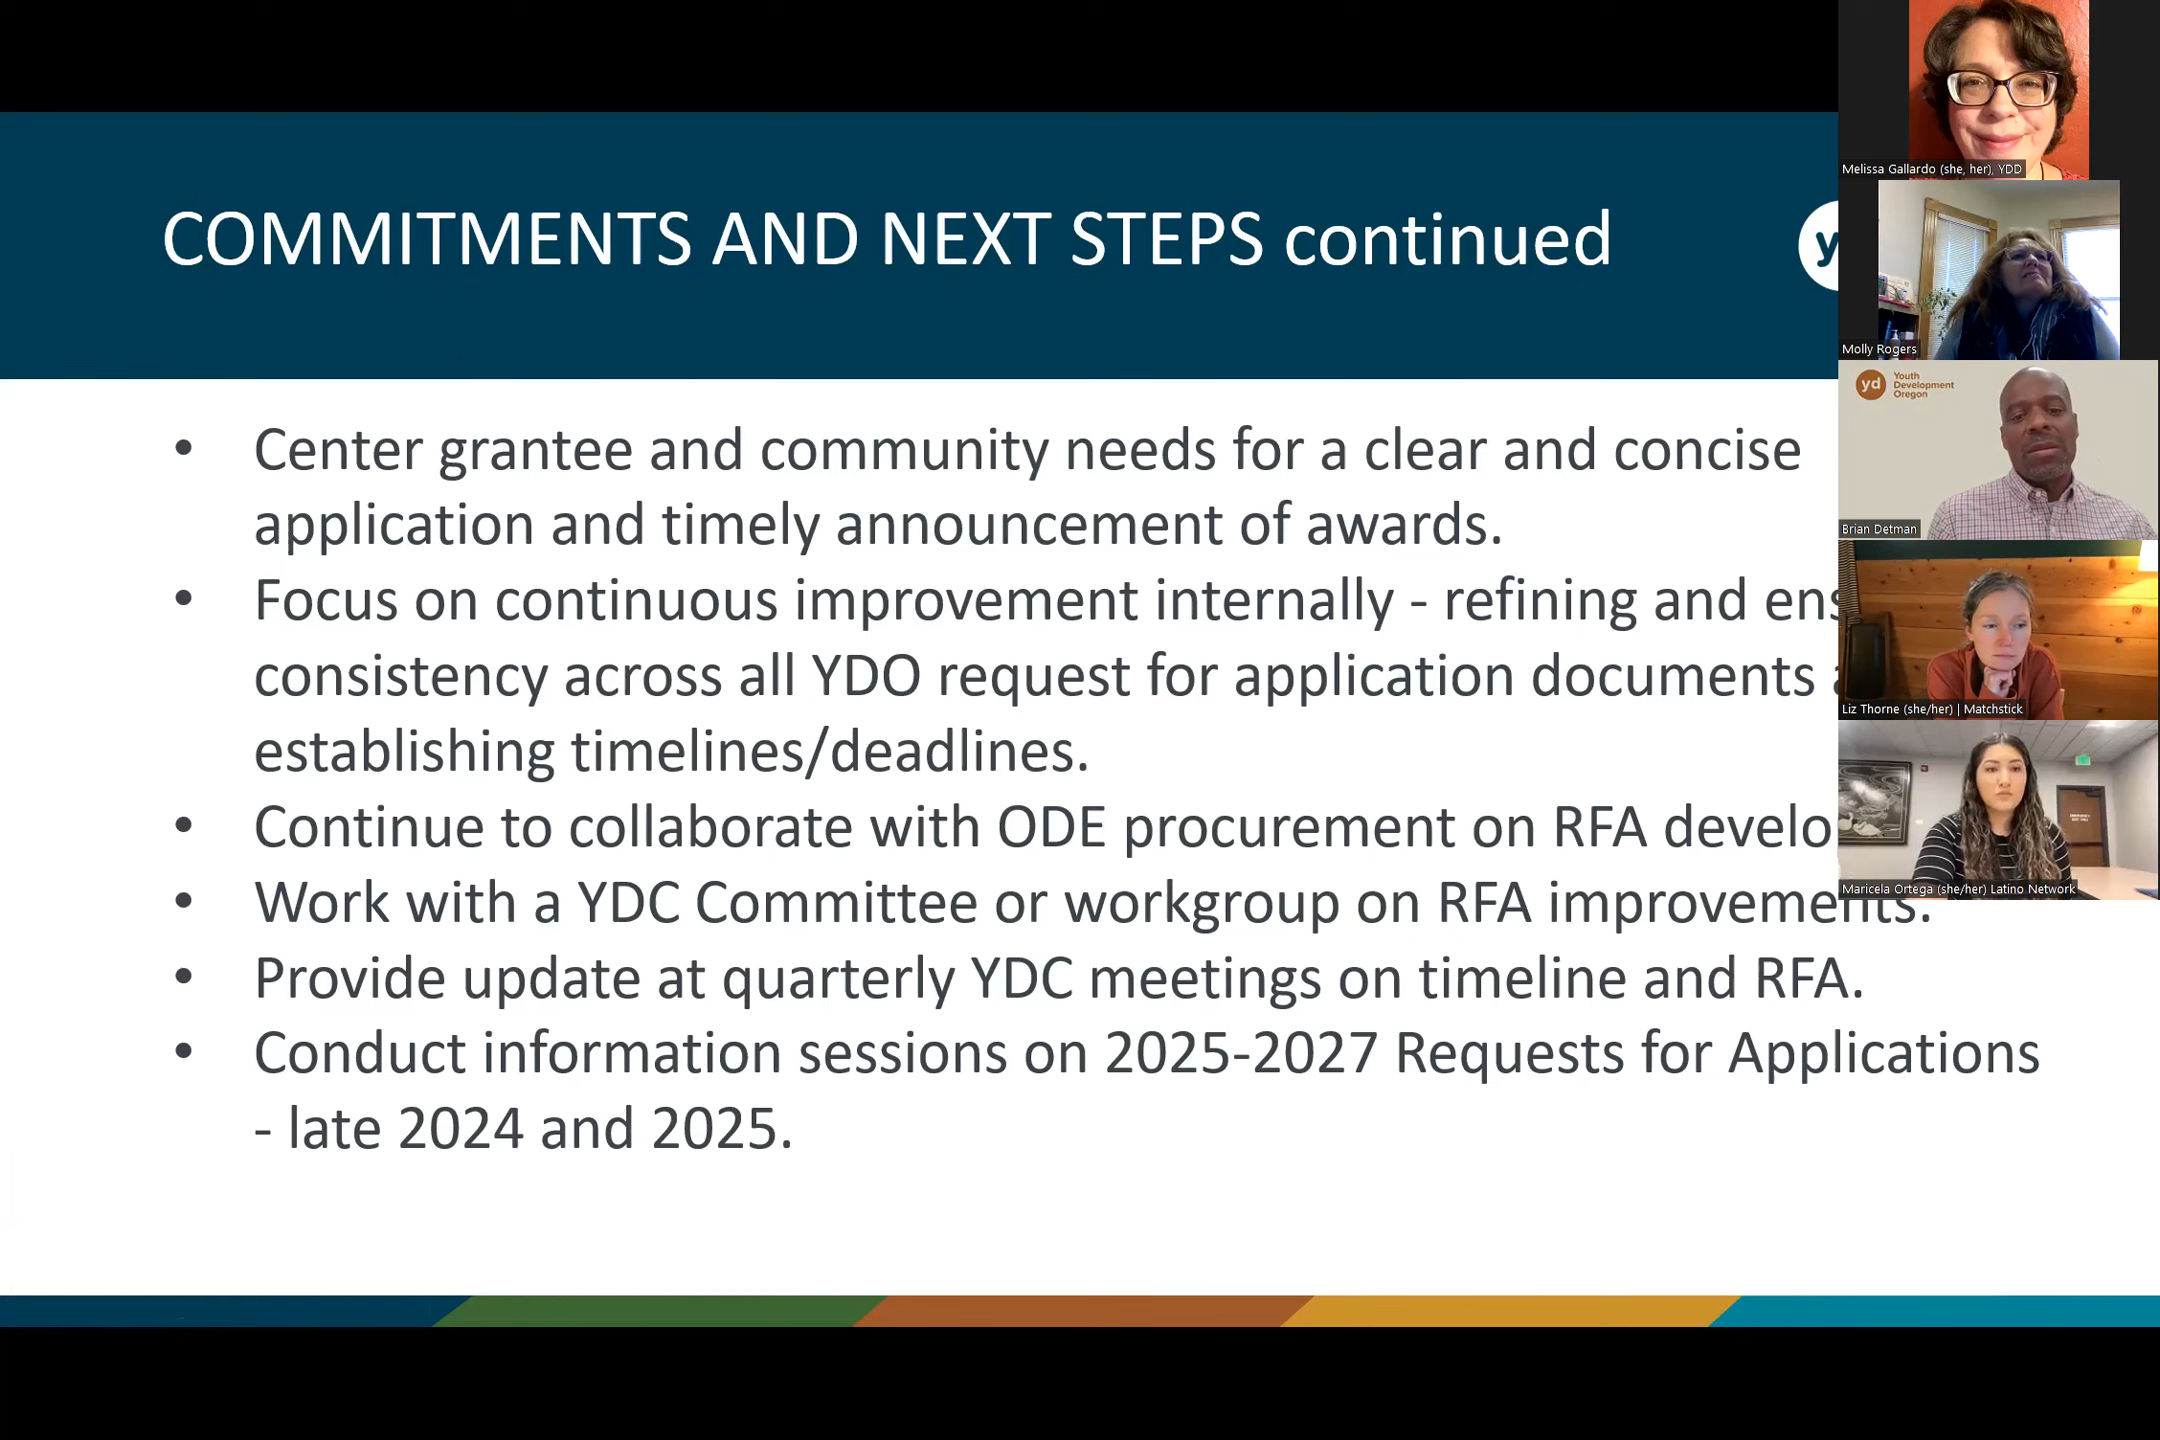 COMMITMENTS AND NEXT STEPS continued
• Center grantee and community needs for a clear and concise
application and timely announcement of awards.
• Focus on continuous improvement internally - refining and
consistency across all YDO request for application documents
establishing timelines/deadlines.
• Continue to collaborate with ODE procurement on RFA
• Work with a YDC Committee or workgroup on RFA improvements.
• Provide update at quarterly YDC meetings on timeline and RFA.
• Conduct information sessions on 2025-2027 Requests for Applications
- late 2024 and 2025.
Melissa Gallardo (she, her), YDD
Molly Rogers
yd
Youth
Development
Oregon
Brian Detman
Liz Thorne (she/her) | Matchstick
Maricela Ortega (she/her) Latino Network